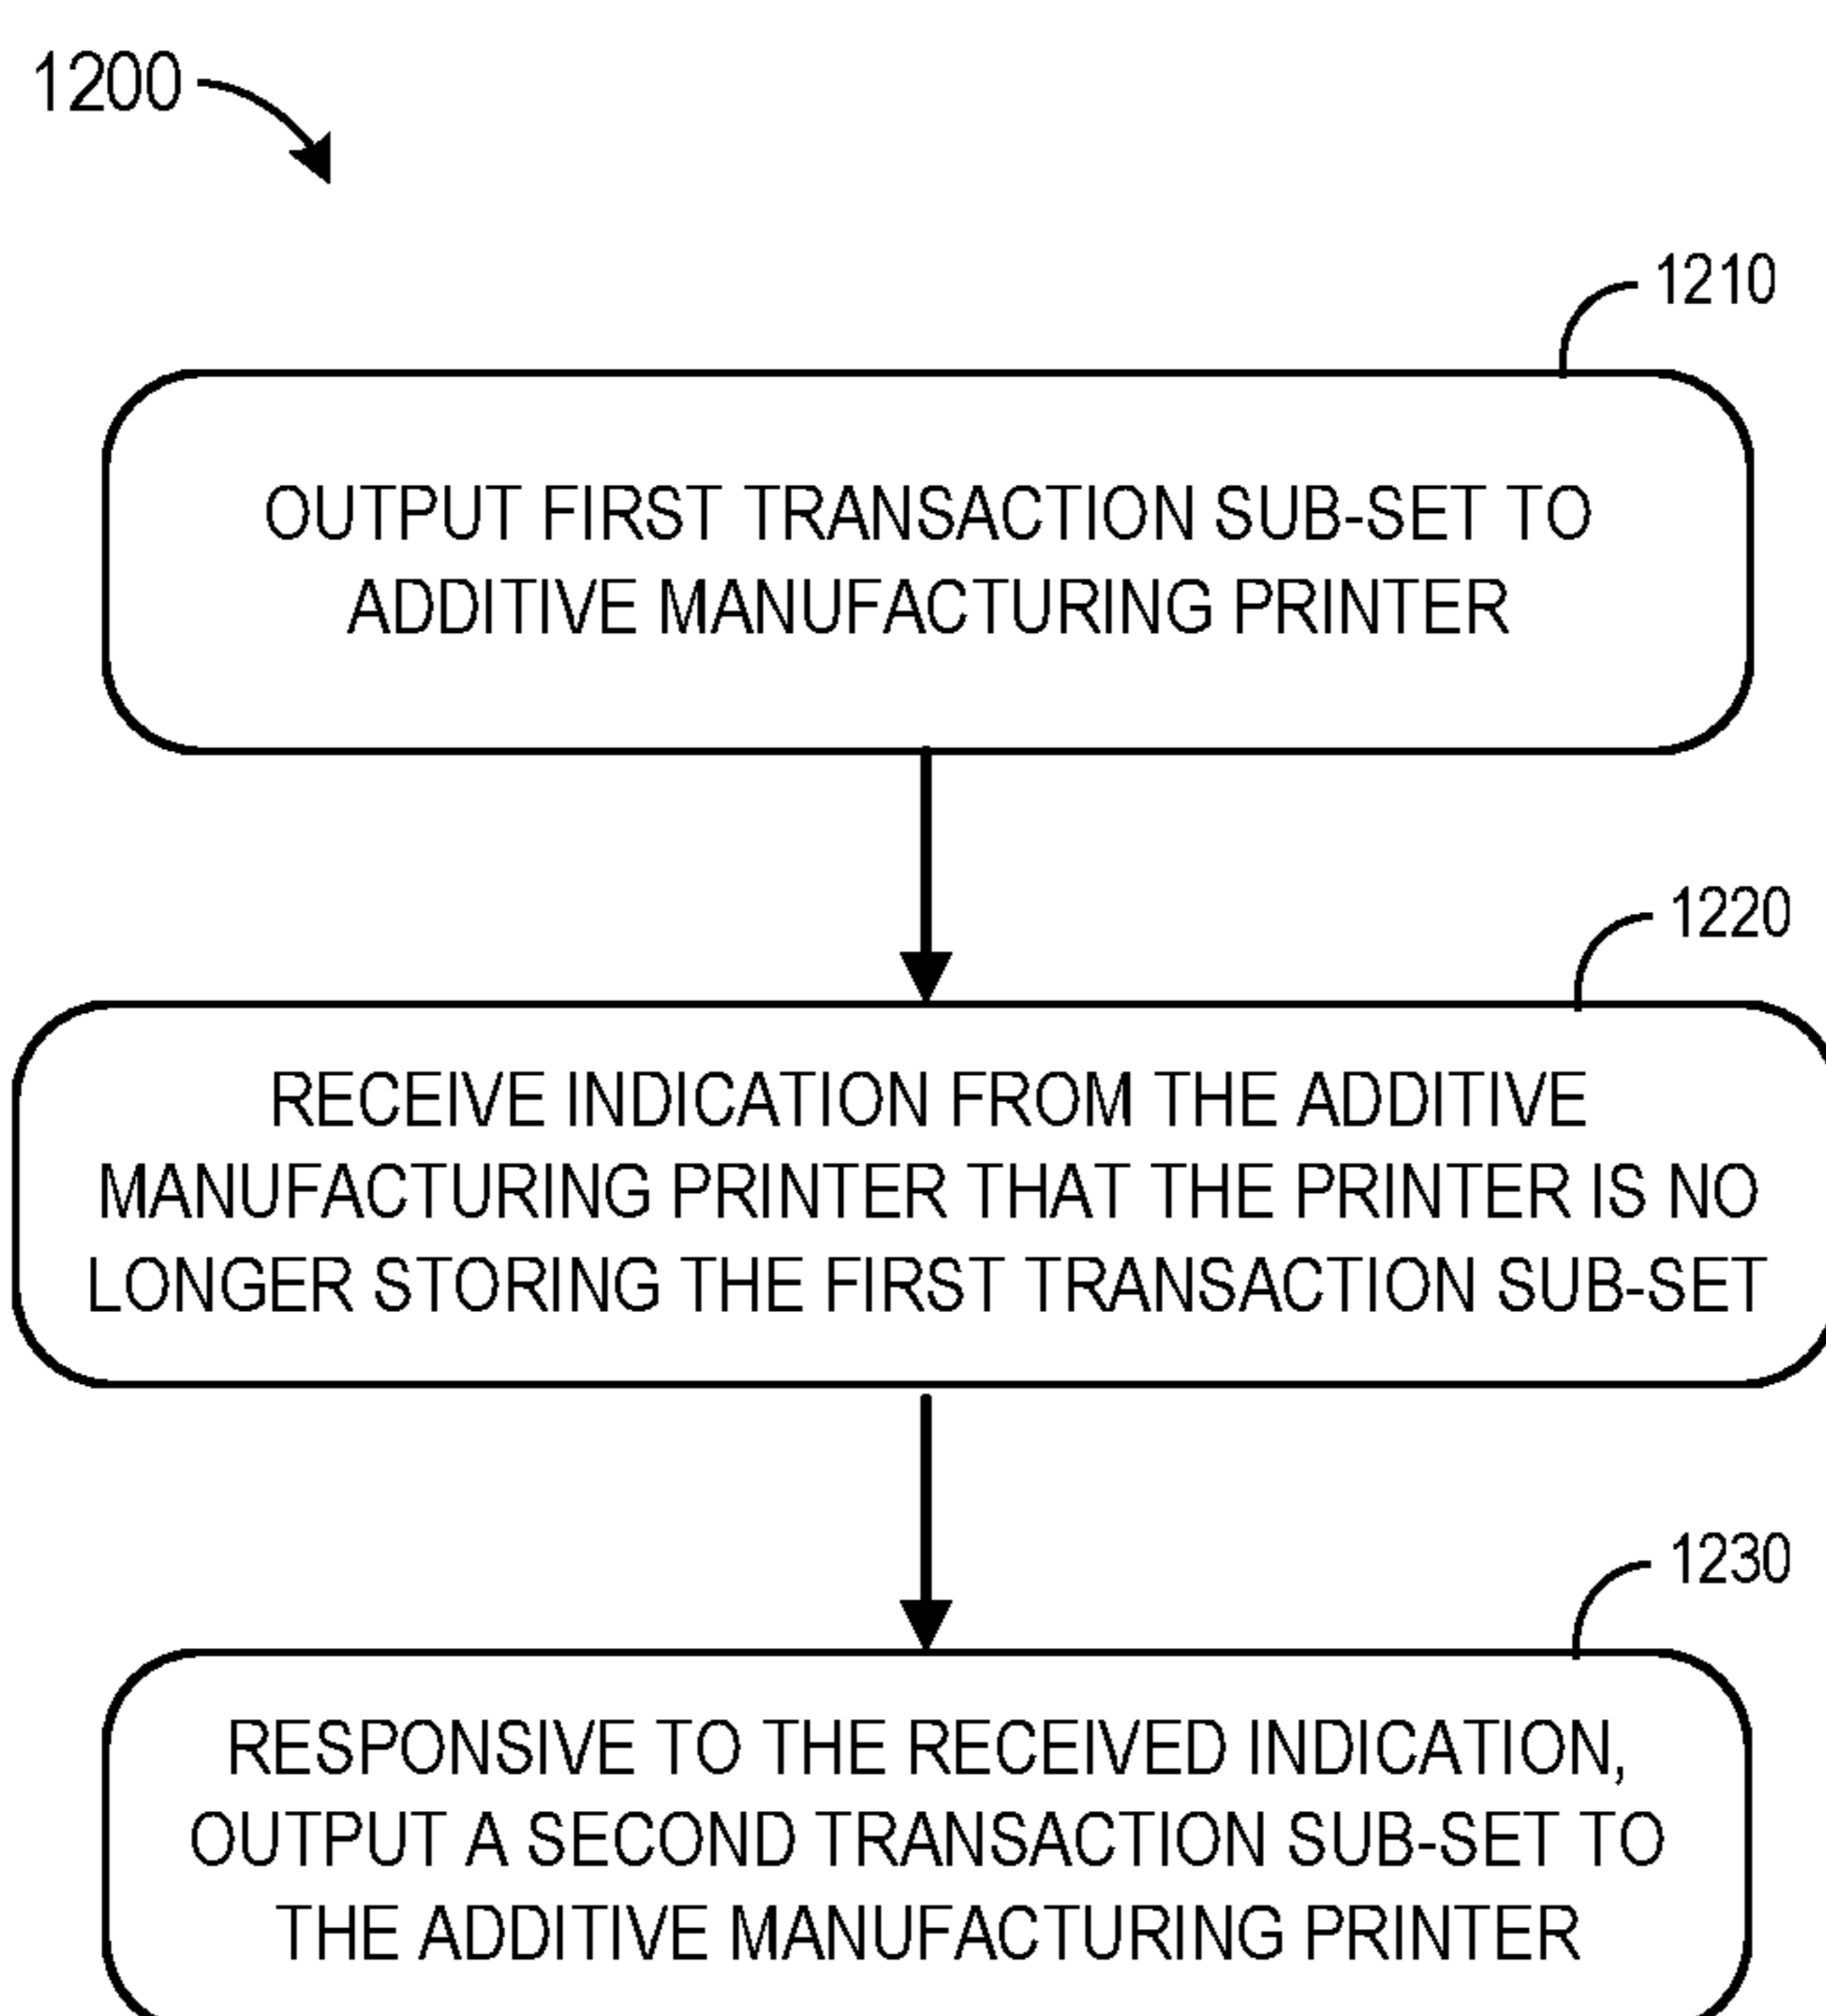 1200
1210
OUTPUT FIRST TRANSACTION SUB-SET TO
ADDITIVE MANUFACTURING PRINTER
1220
RECEIVE INDICATION FROM THE ADDITIVE
MANUFACTURING PRINTER THAT THE PRINTER IS NO
LONGER STORING THE FIRST TRANSACTION SUB-SET
1230
RESPONSIVE TO THE RECEIVED INDICATION,
OUTPUT A SECOND TRANSACTION SUB-SET TO
THE ADDITIVE MANUFACTURING PRINTER